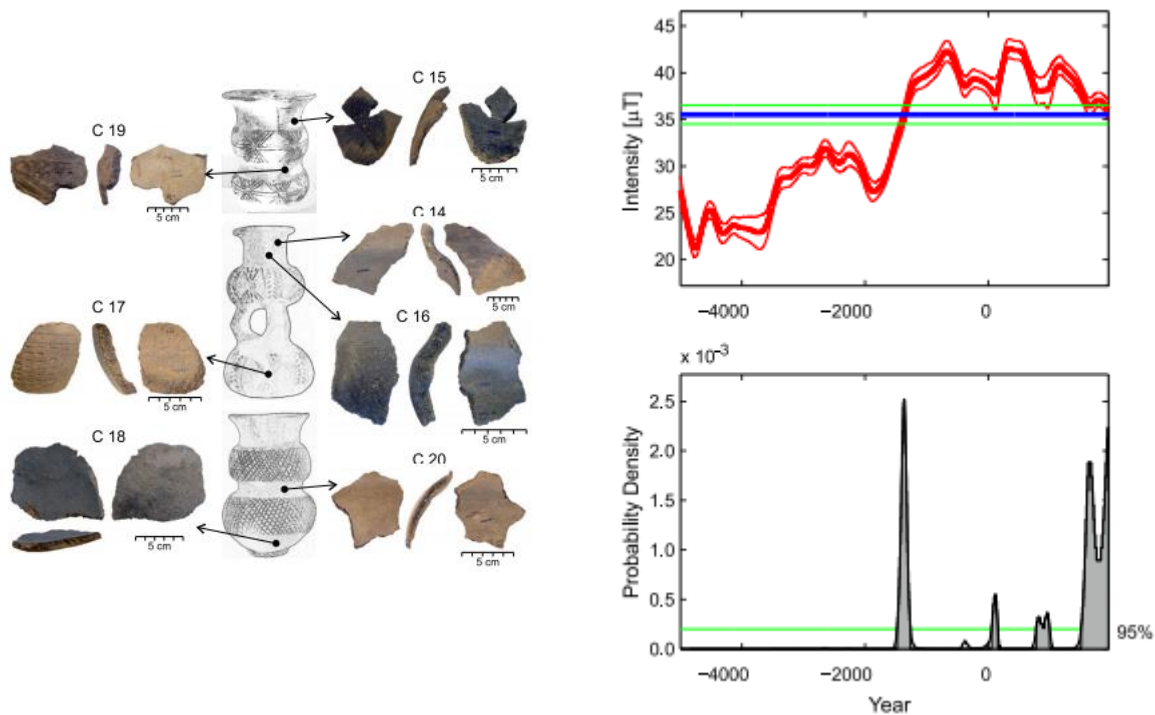 C 15
C 19
5 cm
5 cm
C 14
5 cm
C 17
C 16
5 cm
5 cm
C 18
C 20
5 cm
5 cm
45
40
35
30
25
20
Intensity [µT]
−4000
−2000
0
x 10⁻³
2.5
2.0
1.5
1.0
0.5
0.0
Probability Density
95%
−4000
−2000
0
Year